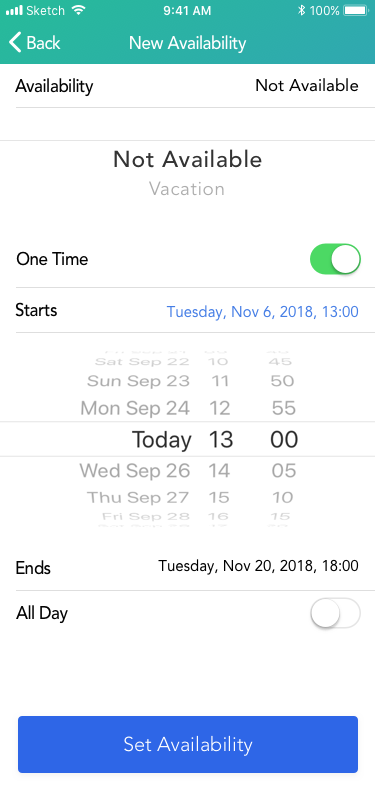 Sketch 9:41 AM 100%
Back New Availability
Availability Not Available
Not Available
Vacation
One Time
Starts Tuesday, Nov 6, 2018, 13:00
Sat Sep 22 10 45
Sun Sep 23 11 50
Mon Sep 24 12 55
Today 13 00
Wed Sep 26 14 05
Thu Sep 27 15 10
Fri Sep 28 16 15
Ends Tuesday, Nov 20, 2018, 18:00
All Day
Set Availability